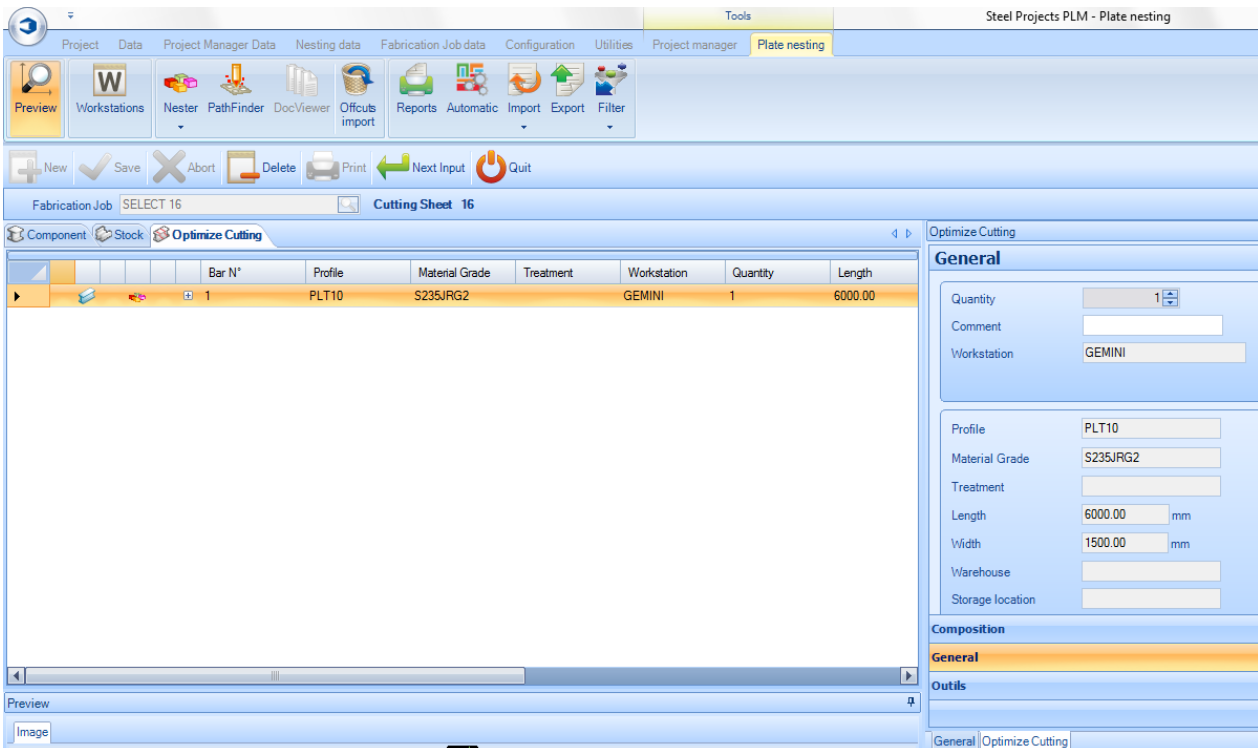 Tools
Steel Projects PLM - Plate nesting
Project Data Project Manager Data Nesting data Fabrication Job data Configuration Utilities Project manager Plate nesting
W
Preview Workstations Nester PathFinder DocViewer Offcuts import Reports Automatic Import Export Filter
New Save Abort Delete Print Next Input Quit
Fabrication Job SELECT 16 Cutting Sheet 16
Component Stock Optimize Cutting
Bar N° Profile Material Grade Treatment Workstation Quantity Length
1 PLT10 S235JRG2 GEMINI 1 6000.00
Optimize Cutting
General
Quantity 1
Comment
Workstation GEMINI
Profile PLT10
Material Grade S235JRG2
Treatment
Length 6000.00 mm
Width 1500.00 mm
Warehouse
Storage location
Composition
General
Outils
General Optimize Cutting
Preview
Image